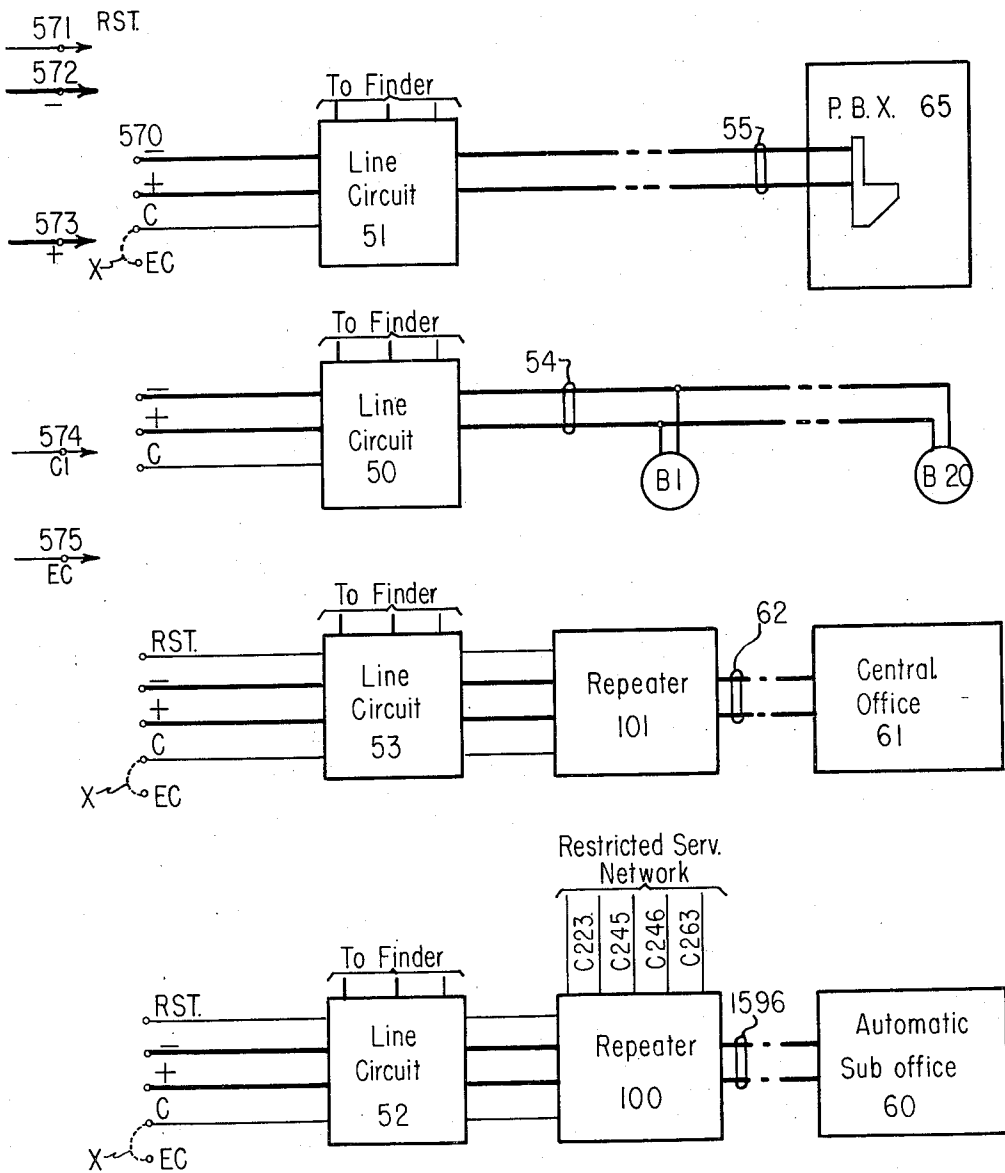 571 RST.
572
−
To Finder
570
−
+
C
X EC
Line
Circuit
51
55
P. B. X. 65
573
+
To Finder
−
+
C
Line
Circuit
50
54
B 1
B 20
574
C1
575
EC
To Finder
RST.
−
+
C
X EC
Line
Circuit
53
Repeater
101
62
Central.
Office
61
Restricted Serv.
Network
C223.
C245
C246
C263
To Finder
RST.
−
+
C
X EC
Line
Circuit
52
Repeater
100
1596
Automatic
Sub office
60